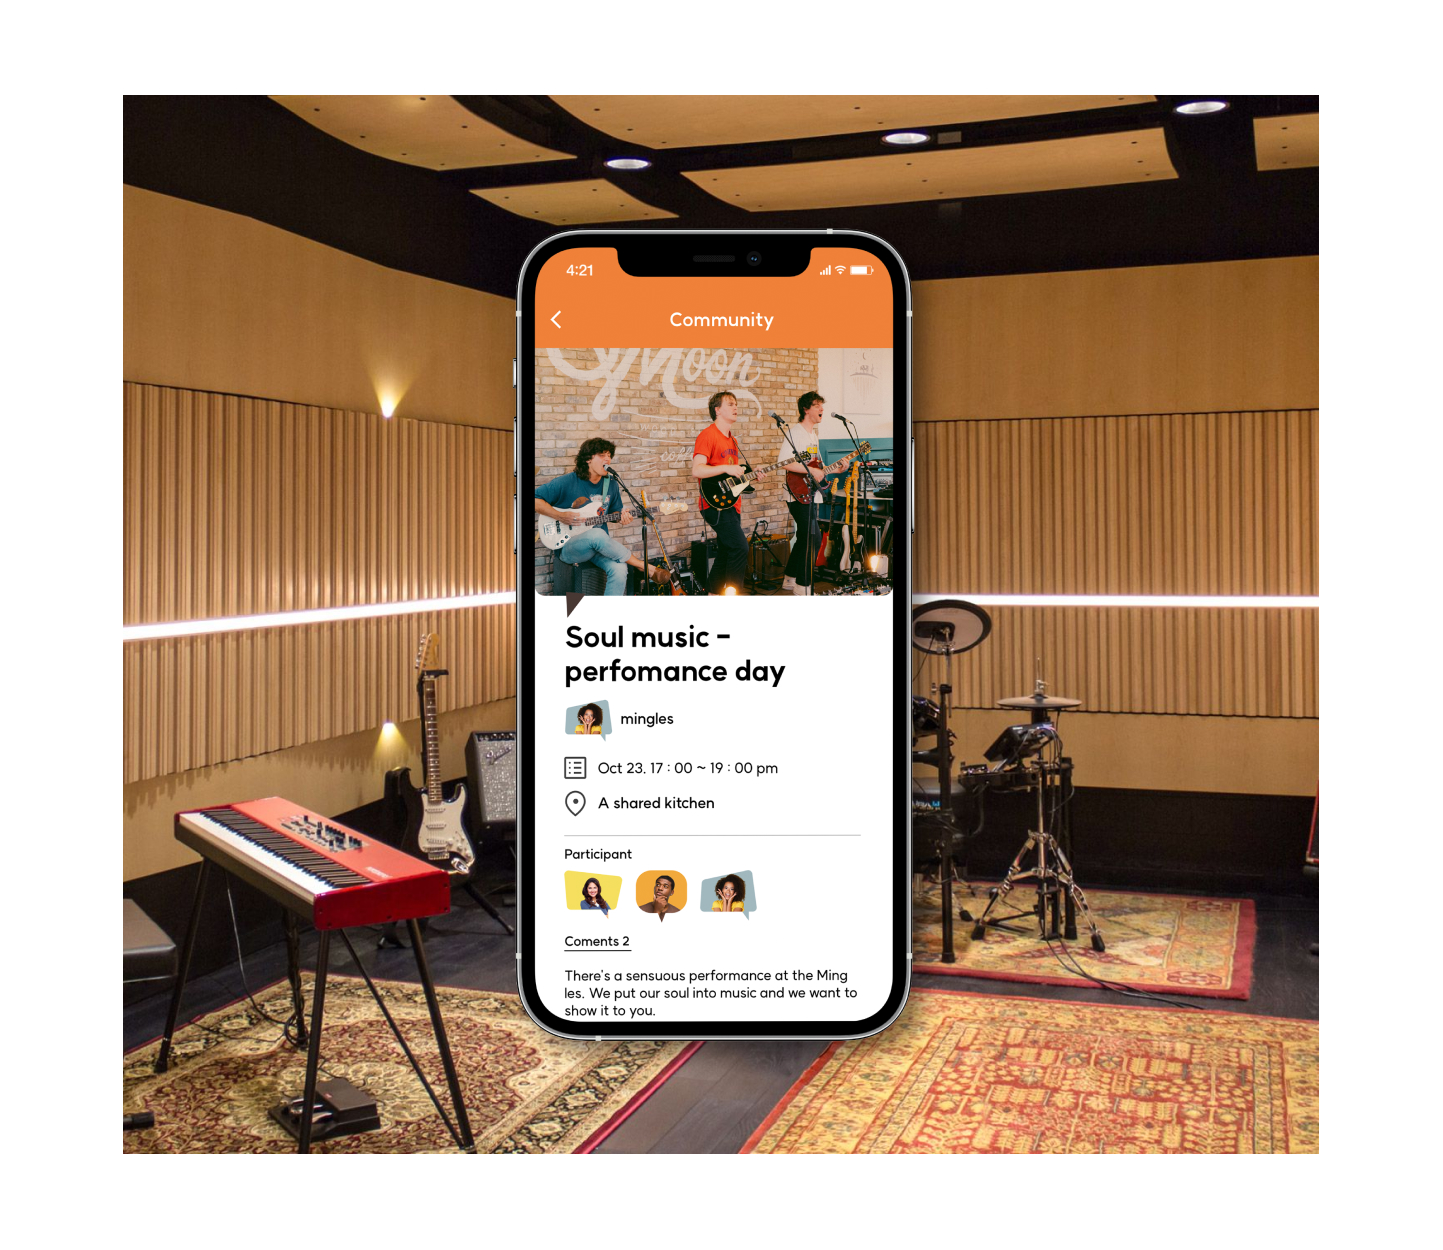 4:21
Community
Moon
Soul music -
perfomance day
mingles
Oct 23. 17 : 00 ~ 19 : 00 pm
A shared kitchen
Participant
Coments 2
There's a sensuous performance at the Ming
les. We put our soul into music and we want to
show it to you.